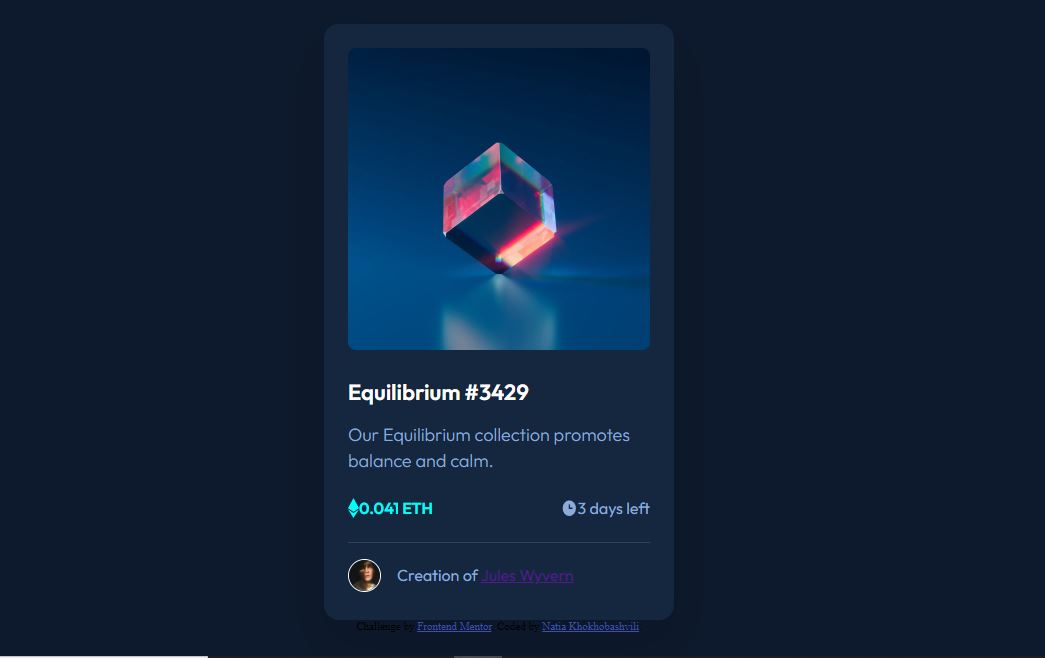 Equilibrium #3429
Our Equilibrium collection promotes
balance and calm.
0.041 ETH
3 days left
Creation of Jules Wyvern
Challenge by Frontend Mentor. Coded by Natia Khokhobashvili.